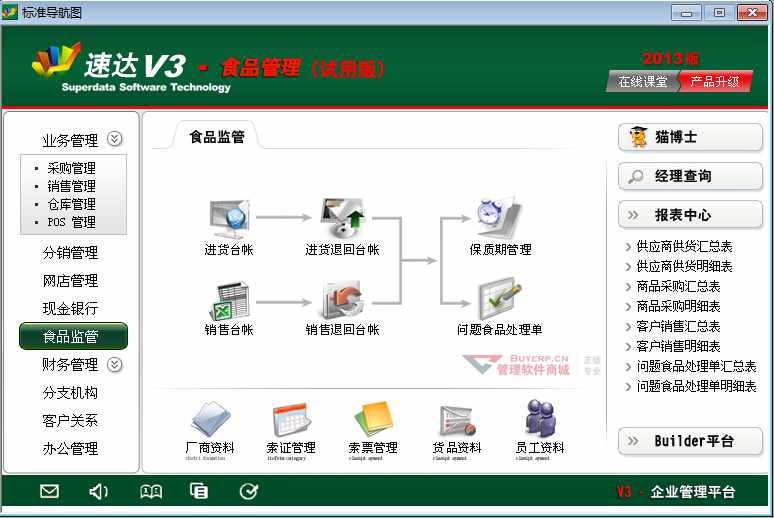 标准导航图
速达V3 - 食品管理（试用版）
Superdata Software Technology
2013版
在线课堂 产品升级
业务管理
· 采购管理
· 销售管理
· 仓库管理
· POS 管理
分销管理
网店管理
现金银行
食品监管
财务管理
分支机构
客户关系
办公管理
食品监管
进货台帐
进货退回台帐
保质期管理
销售台帐
销售退回台帐
问题食品处理单
BUYERP.CN
管理软件商城
正版
专业
厂商资料
索证管理
索票管理
货品资料
员工资料
猫博士
经理查询
报表中心
供应商供货汇总表
供应商供货明细表
商品采购汇总表
商品采购明细表
客户销售汇总表
客户销售明细表
问题食品处理单汇总表
问题食品处理单明细表
Builder平台
V3 - 企业管理平台